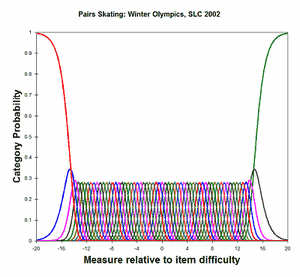 Pairs Skating: Winter Olympics, SLC 2002
1
0.9
0.8
0.7
0.6
0.5
0.4
0.3
0.2
0.1
0
Category Probability
-20 -16 -12 -8 -4 0 4 8 12 16 20
Measure relative to item difficulty